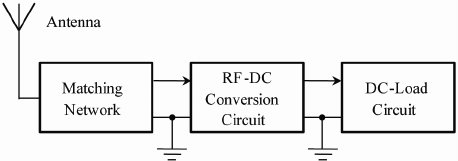 Antenna
Matching
Network
RF-DC
Conversion
Circuit
DC-Load
Circuit